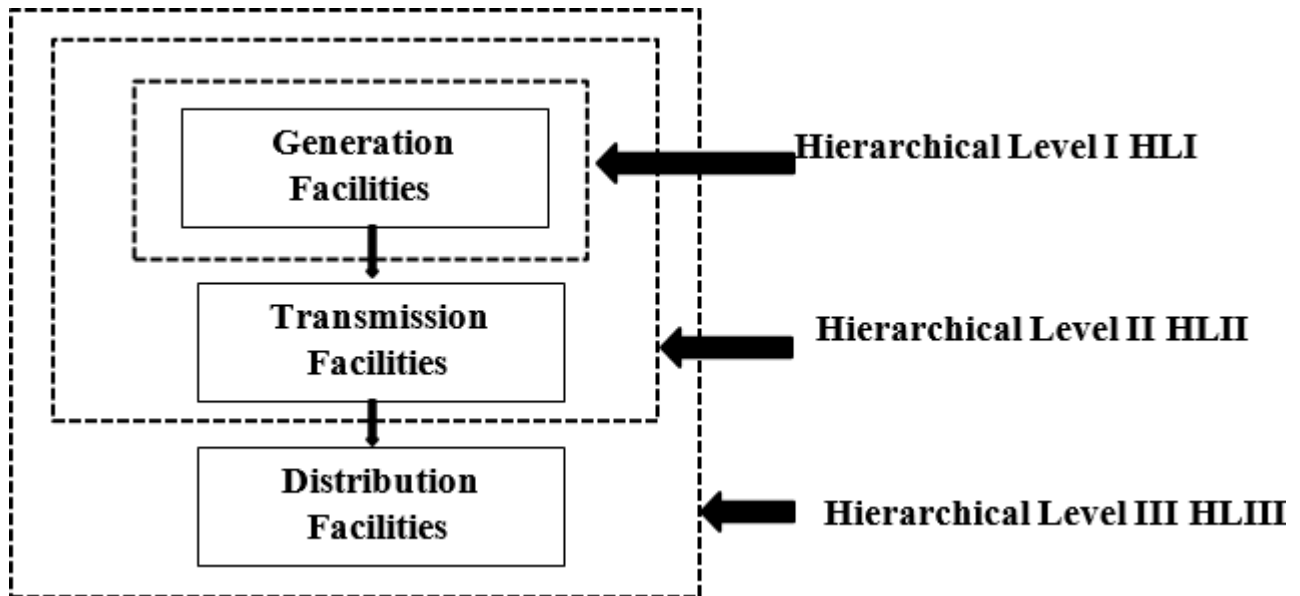 Generation
Facilities
Hierarchical Level I HLI
Transmission
Facilities
Hierarchical Level II HLII
Distribution
Facilities
Hierarchical Level III HLIII